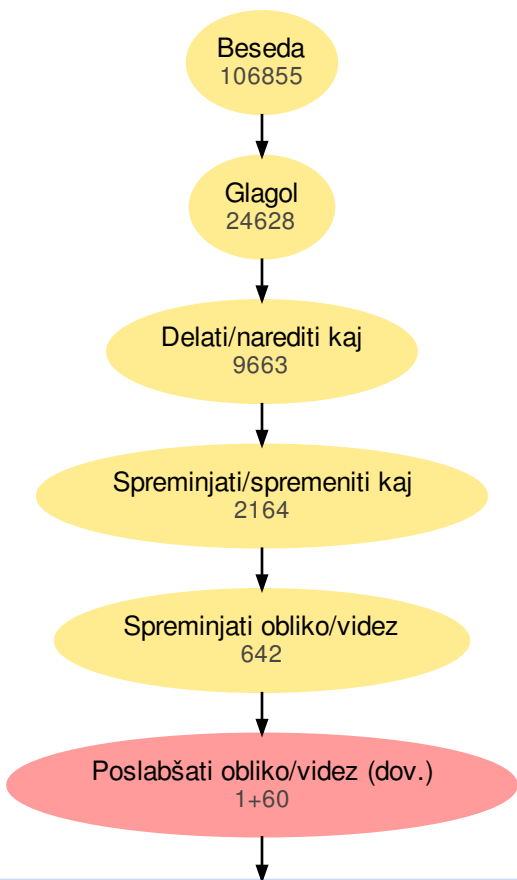 Beseda
106855
Glagol
24628
Delati/narediti kaj
9663
Spreminjati/spremeniti kaj
2164
Spreminjati obliko/videz
642
Poslabšati obliko/videz (dov.)
1+60